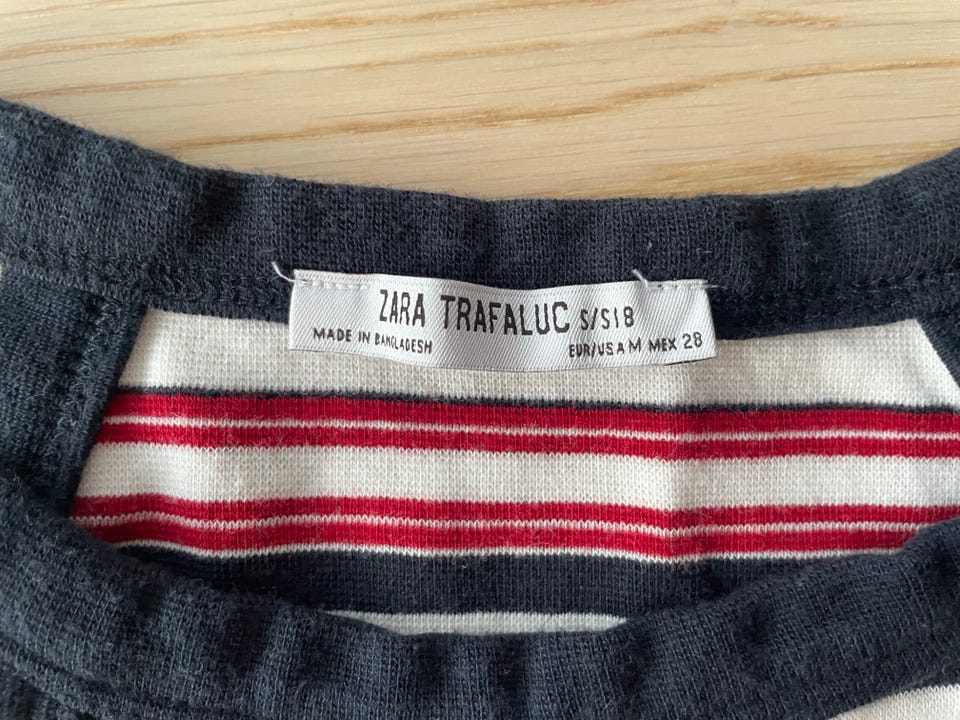 ZARA TRAFALUC S/S18
MADE IN BANGLADESH EUR/USA M MEX 28